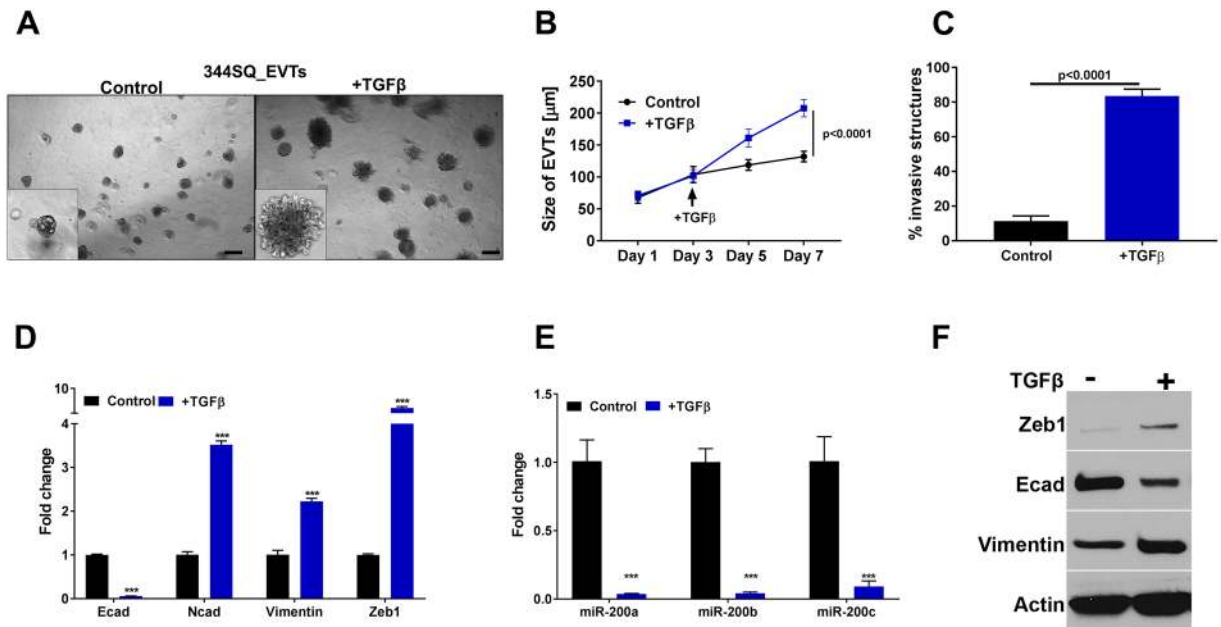 A
344SQ_EVTs
Control
+TGFβ
B
Size of EVTs [µm]
250
200
150
100
50
0
Control
+TGFβ
p<0.0001
+TGFβ
Day 1 Day 3 Day 5 Day 7
C
% invasive structures
100
80
60
40
20
0
p<0.0001
Control
+TGFβ
D
Fold change
10
4
3
2
1
0
Control
+TGFβ
***
***
***
***
Ecad Ncad Vimentin Zeb1
E
Fold change
1.5
1.0
0.5
0.0
Control
+TGFβ
***
***
***
miR-200a miR-200b miR-200c
F
TGFβ - +
Zeb1
Ecad
Vimentin
Actin